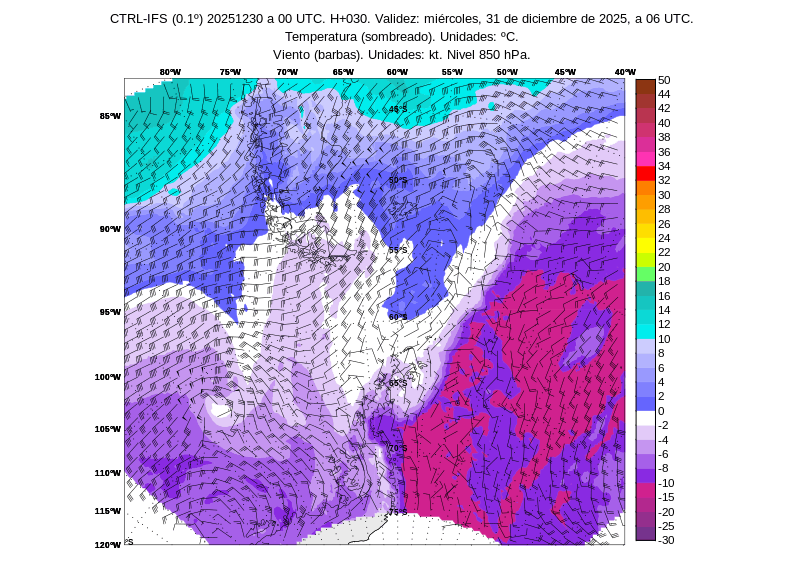 CTRL-IFS (0.1º) 20251230 a 00 UTC. H+030. Validez: miércoles, 31 de diciembre de 2025, a 06 UTC.
Temperatura (sombreado). Unidades: ºC.
Viento (barbas). Unidades: kt. Nivel 850 hPa.
80°W 75°W 70°W 65°W 60°W 55°W 50°W 45°W 40°W
85°W
90°W
95°W
100°W
105°W
110°W
115°W
120°W
45°S
50°S
55°S
60°S
65°S
70°S
75°S
°S
50
44
42
40
38
36
34
32
30
28
26
24
22
20
18
16
14
12
10
8
6
4
2
0
-2
-4
-6
-8
-10
-15
-20
-25
-30